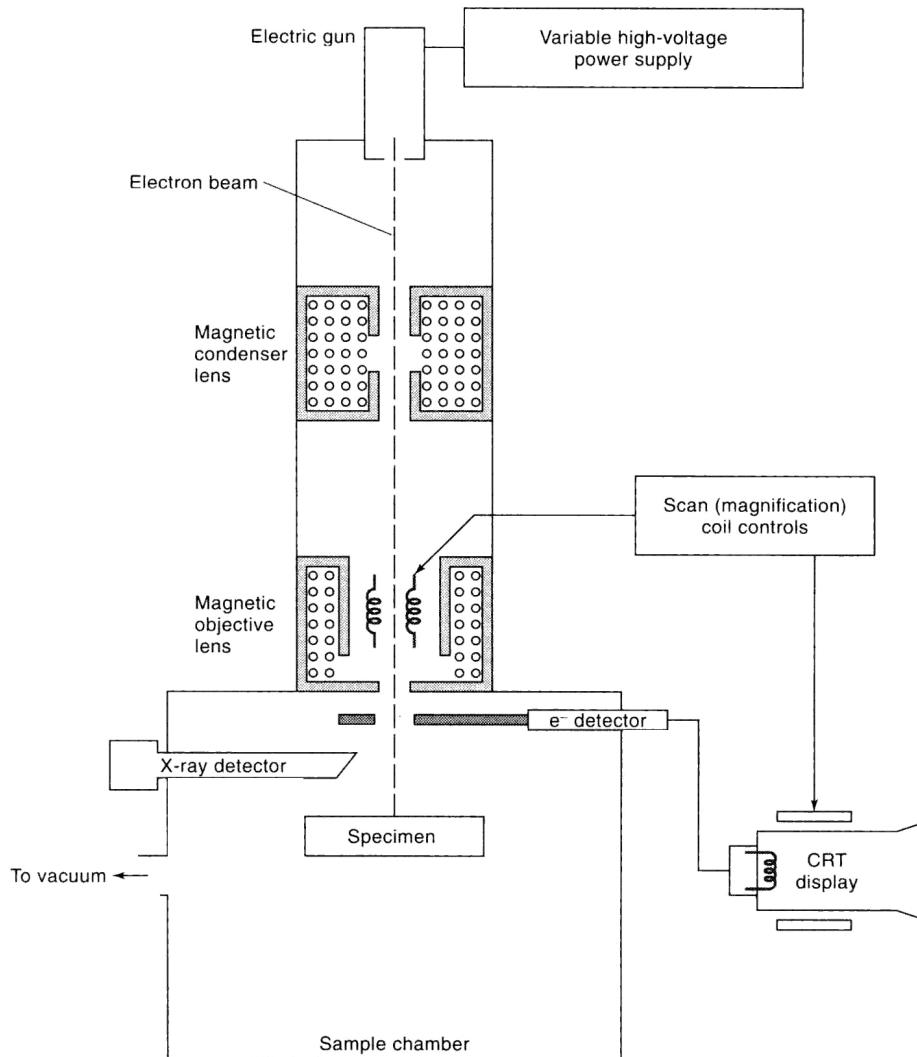 Electric gun
Variable high-voltage
power supply
Electron beam
Magnetic
condenser
lens
Scan (magnification)
coil controls
Magnetic
objective
lens
e⁻ detector
X-ray detector
Specimen
To vacuum
CRT
display
Sample chamber